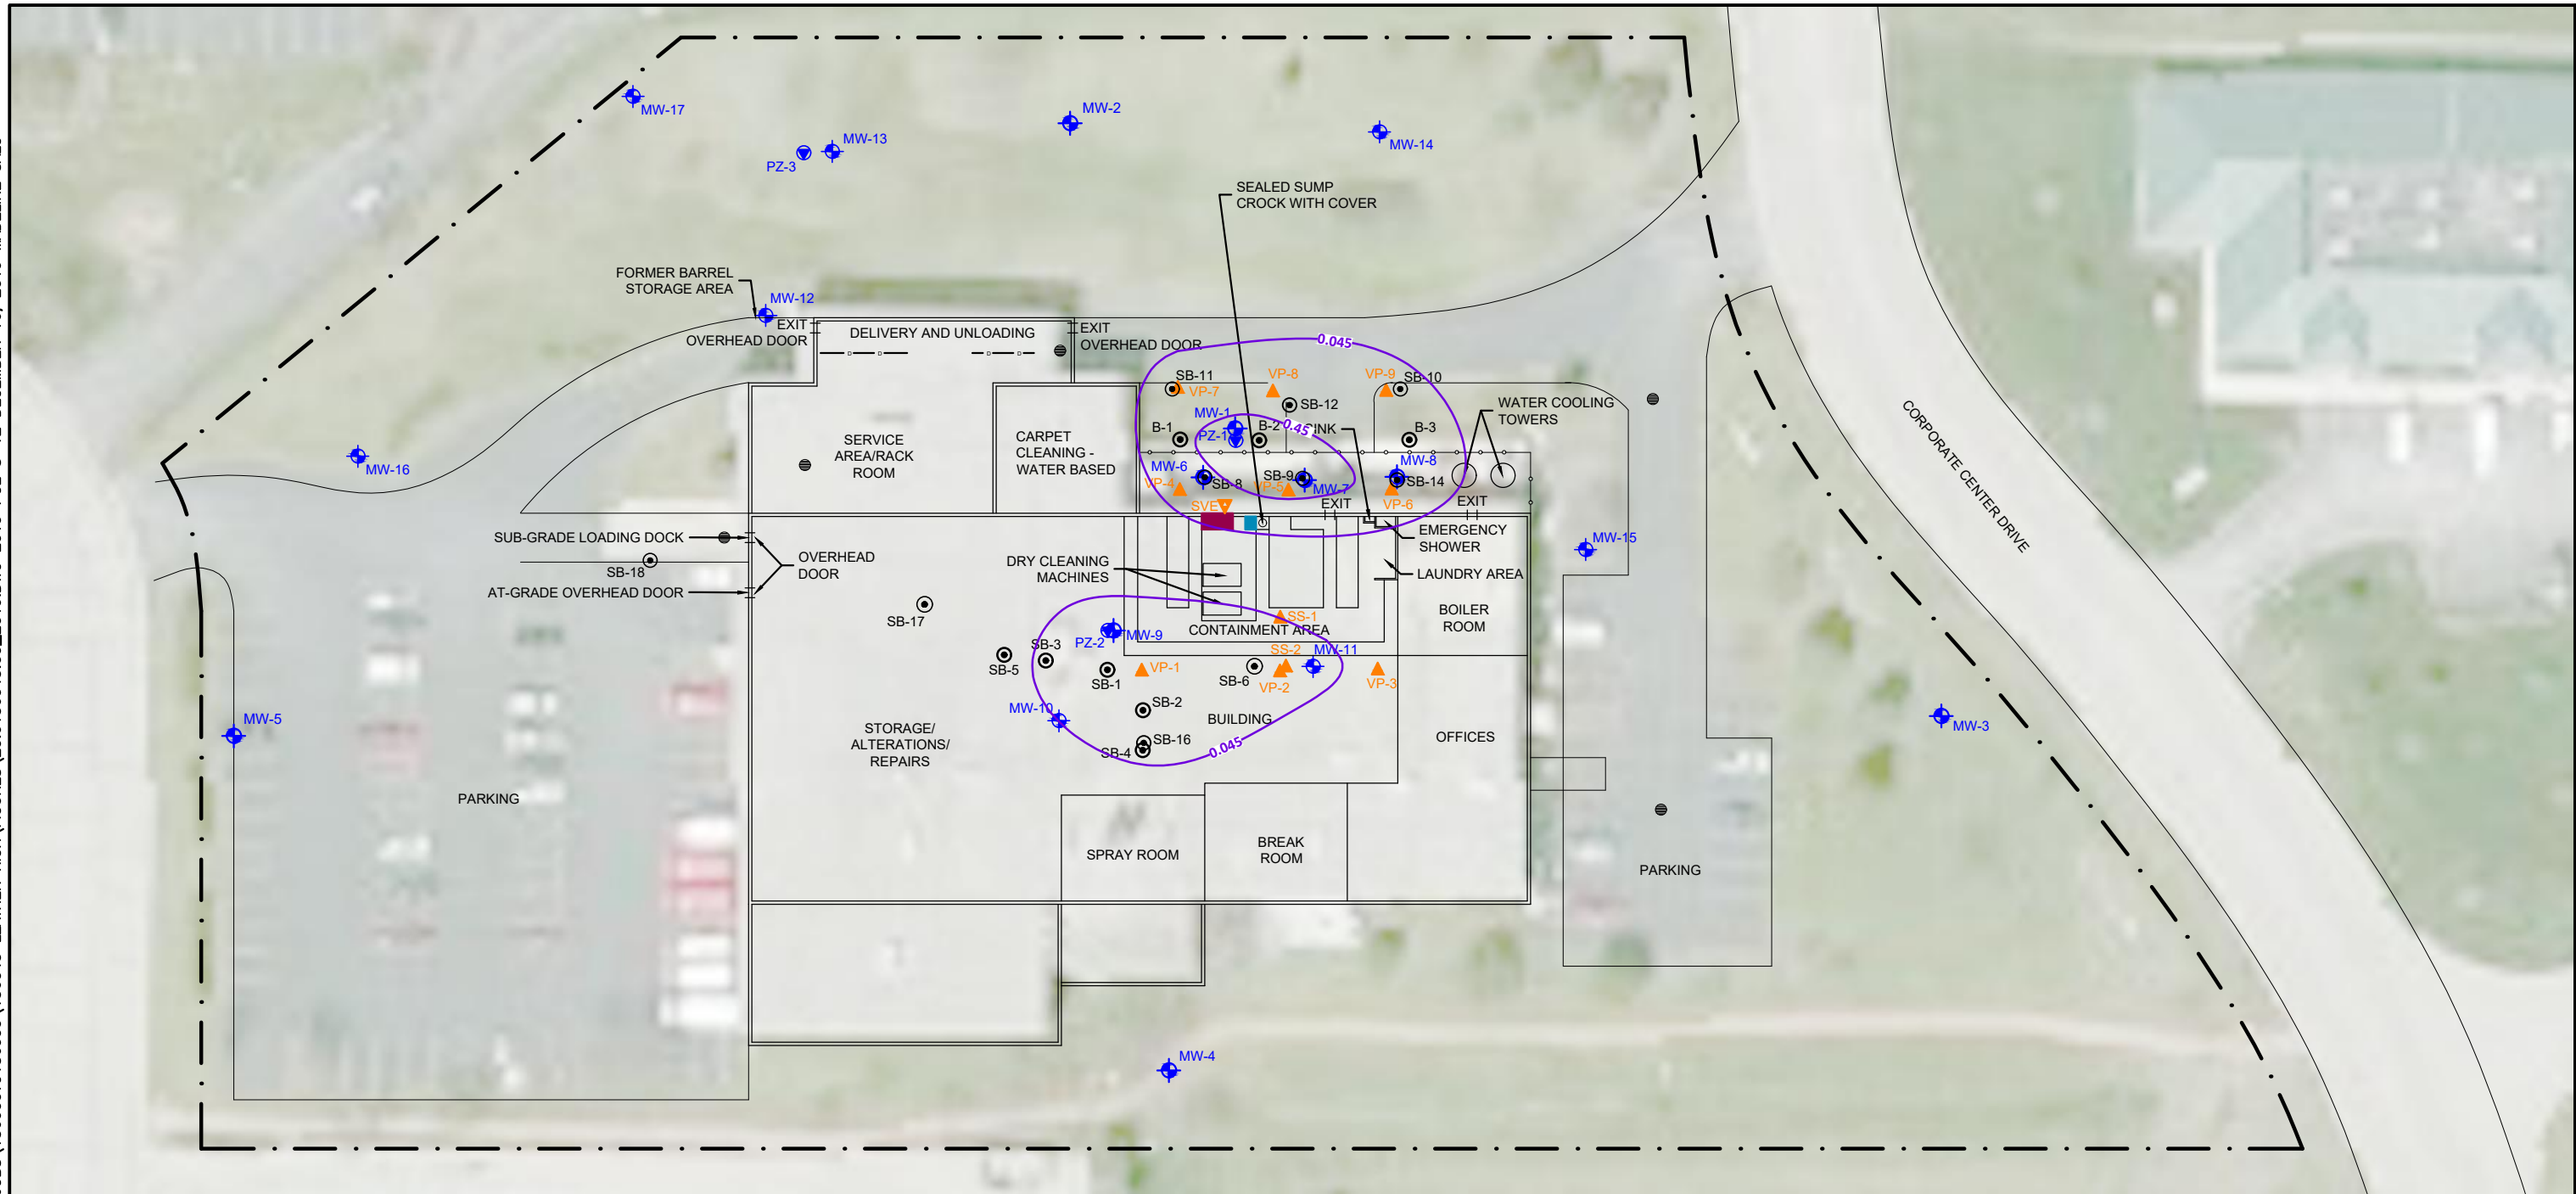 MW-17
MW-13
PZ-3
MW-2
MW-14
SEALED SUMP
CROCK WITH COVER
FORMER BARREL
STORAGE AREA
MW-12
EXIT
OVERHEAD DOOR
DELIVERY AND UNLOADING
EXIT
OVERHEAD DOOR
0.045
SB-11
VP-7
VP-8
VP-9
SB-10
SB-12
WATER COOLING
TOWERS
MW-1
PZ-1
B-1
B-2
0.45
SINK
B-3
SERVICE
AREA/RACK
ROOM
CARPET
CLEANING -
WATER BASED
MW-16
MW-6
SB-8
VP-4
SB-9
VP-5
MW-7
MW-8
SB-14
VP-6
SVE
EXIT
EXIT
CORPORATE CENTER DRIVE
SUB-GRADE LOADING DOCK
SB-18
AT-GRADE OVERHEAD DOOR
OVERHEAD
DOOR
DRY CLEANING
MACHINES
EMERGENCY
SHOWER
LAUNDRY AREA
MW-15
BOILER
ROOM
SB-17
SS-1
CONTAINMENT AREA
PZ-2
MW-9
SB-3
SB-5
SB-1
VP-1
SB-6
SS-2
VP-2
MW-11
VP-3
MW-10
SB-2
BUILDING
SB-16
SB-4
0.045
STORAGE/
ALTERATIONS/
REPAIRS
OFFICES
MW-5
MW-3
PARKING
SPRAY ROOM
BREAK
ROOM
PARKING
MW-4